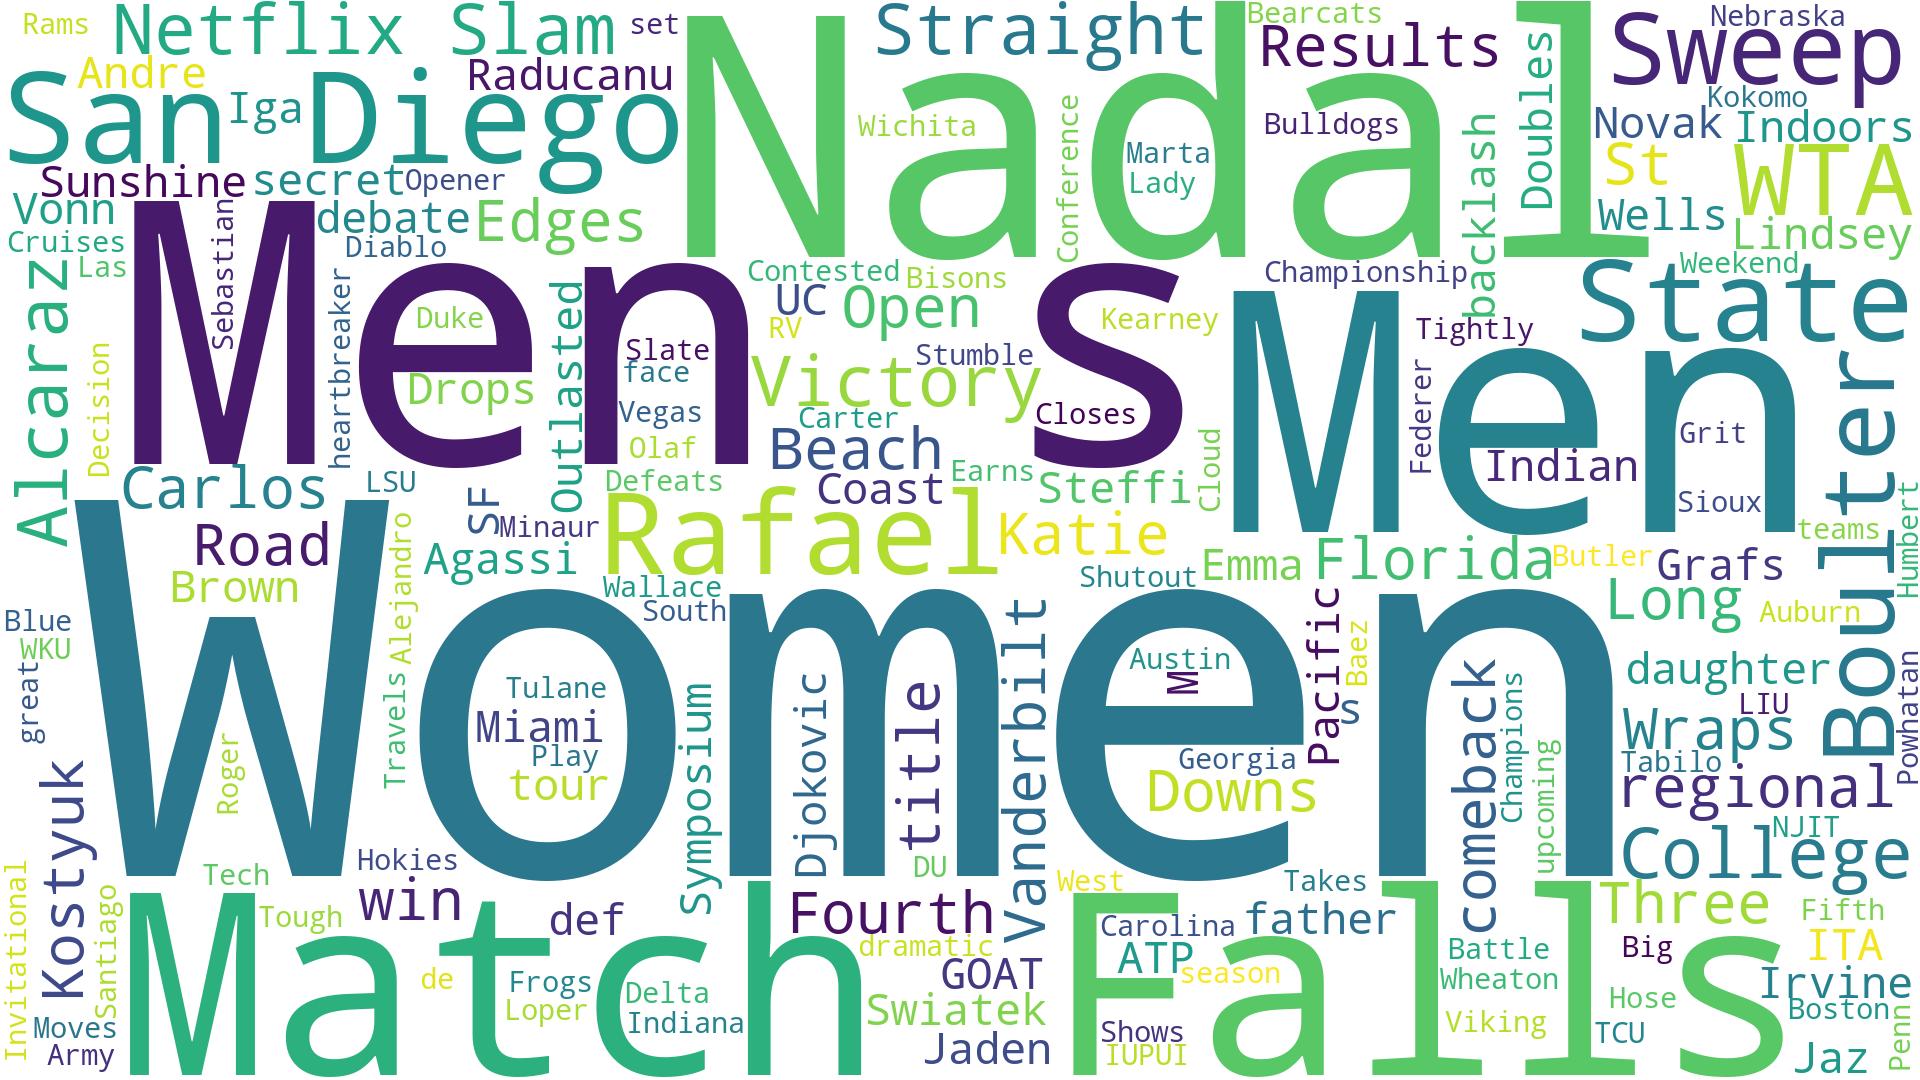 Rams
Netflix
Slam
set
Nadal
Straight
Bearcats
Results
Doubles
Sweep
Nebraska
Andre
Raducanu
San Diego
Iga
Wichita
Conference
Marta
Lady
Bulldogs
backlash
Kokomo
Novak
Indoors
St
WTA
Sunshine
secret
Opener
Vonn
debate
Edges
Wells
Lindsey
Cruises
Las
Sebastian
Diablo
Men s
Contested
Bisons
Championship
Weekend
State
Alcaraz
heartbreaker
Duke
Outlasted
UC
Open
RV
Kearney
Men
Tightly
Decision
Slate
face
Stumble
Victory
Drops
Vegas
Carter
Closes
Federer
Grit
Boulter
Olaf
Beach
Carlos
LSU
SF
Defeats
Earns
Coast
Steffi
Cloud
Indian
Sioux
Road
Minaur
Rafael
Katie
teams
Humbert
Agassi
Alejandro
Brown
Wallace
South
Shutout
Emma
Florida
Butler
Grafs
Long
Auburn
Blue
WKU
Women
Vanderbilt
Austin
M
Pacific
Baez
s
daughter
great
Travels
Tulane
Miami
Play
tour
Symposium
Djokovic
title
Georgia
Downs
comeback
Champions
upcoming
LIU
Wraps
Powhatan
Tabilo
regional
Roger
Kostyuk
NJIT
College
Hokies
Tech
DU
West
Takes
Invitational
Santiago
Match
Tough
win
def
Fourth
Falls
Carolina
father
Three
Fifth
dramatic
ATP
season
Battle
Big
ITA
de
Frogs
Loper
Delta
Indiana
GOAT
Wheaton
Hose
Irvine
Boston
Swiatek
Moves
Army
Jaden
Shows
IUPUI
Viking
TCU
Jaz
Penn